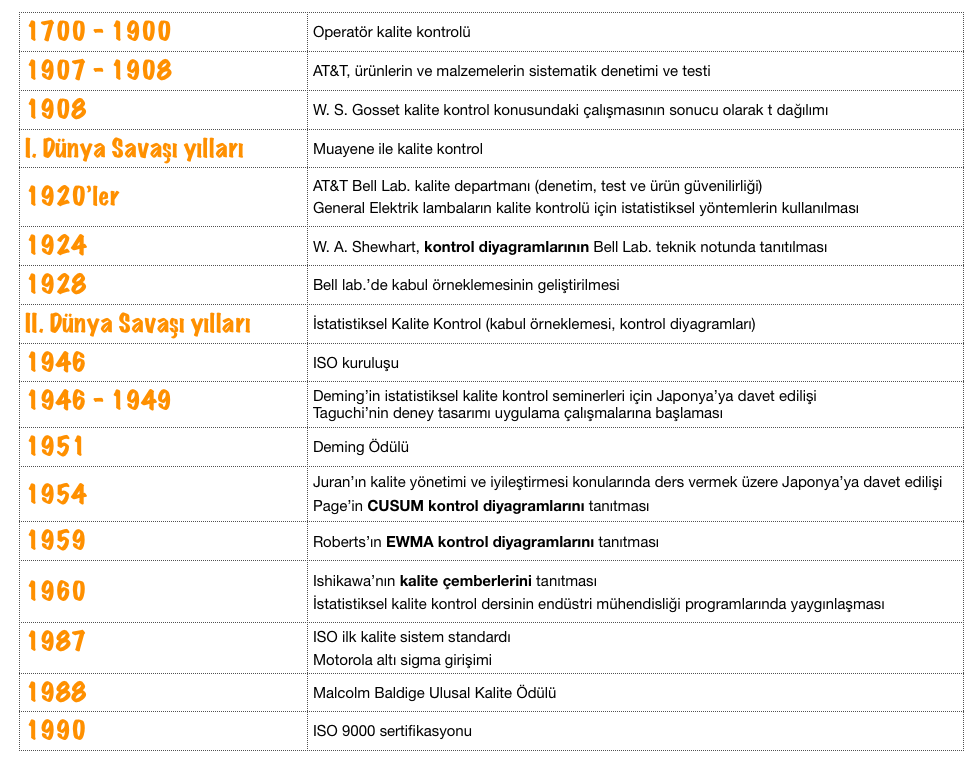 1700 - 1900
Operatör kalite kontrolü
1907 - 1908
AT&T, ürünlerin ve malzemelerin sistematik denetimi ve testi
1908
W. S. Gosset kalite kontrol konusundaki çalışmasının sonucu olarak t dağılımı
I. Dünya Savaşı yılları
Muayene ile kalite kontrol
1920’ler
AT&T Bell Lab. kalite departmanı (denetim, test ve ürün güvenilirliği)
General Elektrik lambaların kalite kontrolü için istatistiksel yöntemlerin kullanılması
1924
W. A. Shewhart, kontrol diyagramlarının Bell Lab. teknik notunda tanıtılması
1928
Bell lab.’de kabul örneklemesinin geliştirilmesi
II. Dünya Savaşı yılları
İstatistiksel Kalite Kontrol (kabul örneklemesi, kontrol diyagramları)
1946
ISO kuruluşu
1946 - 1949
Deming’in istatistiksel kalite kontrol seminerleri için Japonya’ya davet edilişi
Taguchi’nin deney tasarımı uygulama çalışmalarına başlaması
1951
Deming Ödülü
1954
Juran’ın kalite yönetimi ve iyileştirmesi konularında ders vermek üzere Japonya’ya davet edilişi
Page’in CUSUM kontrol diyagramlarını tanıtması
1959
Roberts’ın EWMA kontrol diyagramlarını tanıtması
1960
Ishikawa’nın kalite çemberlerini tanıtması
İstatistiksel kalite kontrol dersinin endüstri mühendisliği programlarında yaygınlaşması
1987
ISO ilk kalite sistem standardı
Motorola altı sigma girişimi
1988
Malcolm Baldige Ulusal Kalite Ödülü
1990
ISO 9000 sertifikasyonu